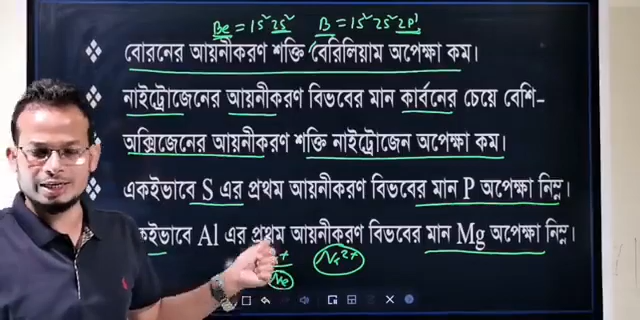 Be = 1S² 2S² B = 1S² 2S² 2P¹
বোরনের আয়নীকরণ শক্তি বেরিলিয়াম অপেক্ষা কম।
নাইট্রোজেনের আয়নীকরণ বিভবের মান কার্বনের চেয়ে বেশি–
অক্সিজেনের আয়নীকরণ শক্তি নাইট্রোজেন অপেক্ষা কম।
একইভাবে S এর প্রথম আয়নীকরণ বিভবের মান P অপেক্ষা নিম্ন।
কইভাবে Al এর প্রথম আয়নীকরণ বিভবের মান Mg অপেক্ষা নিম্ন।